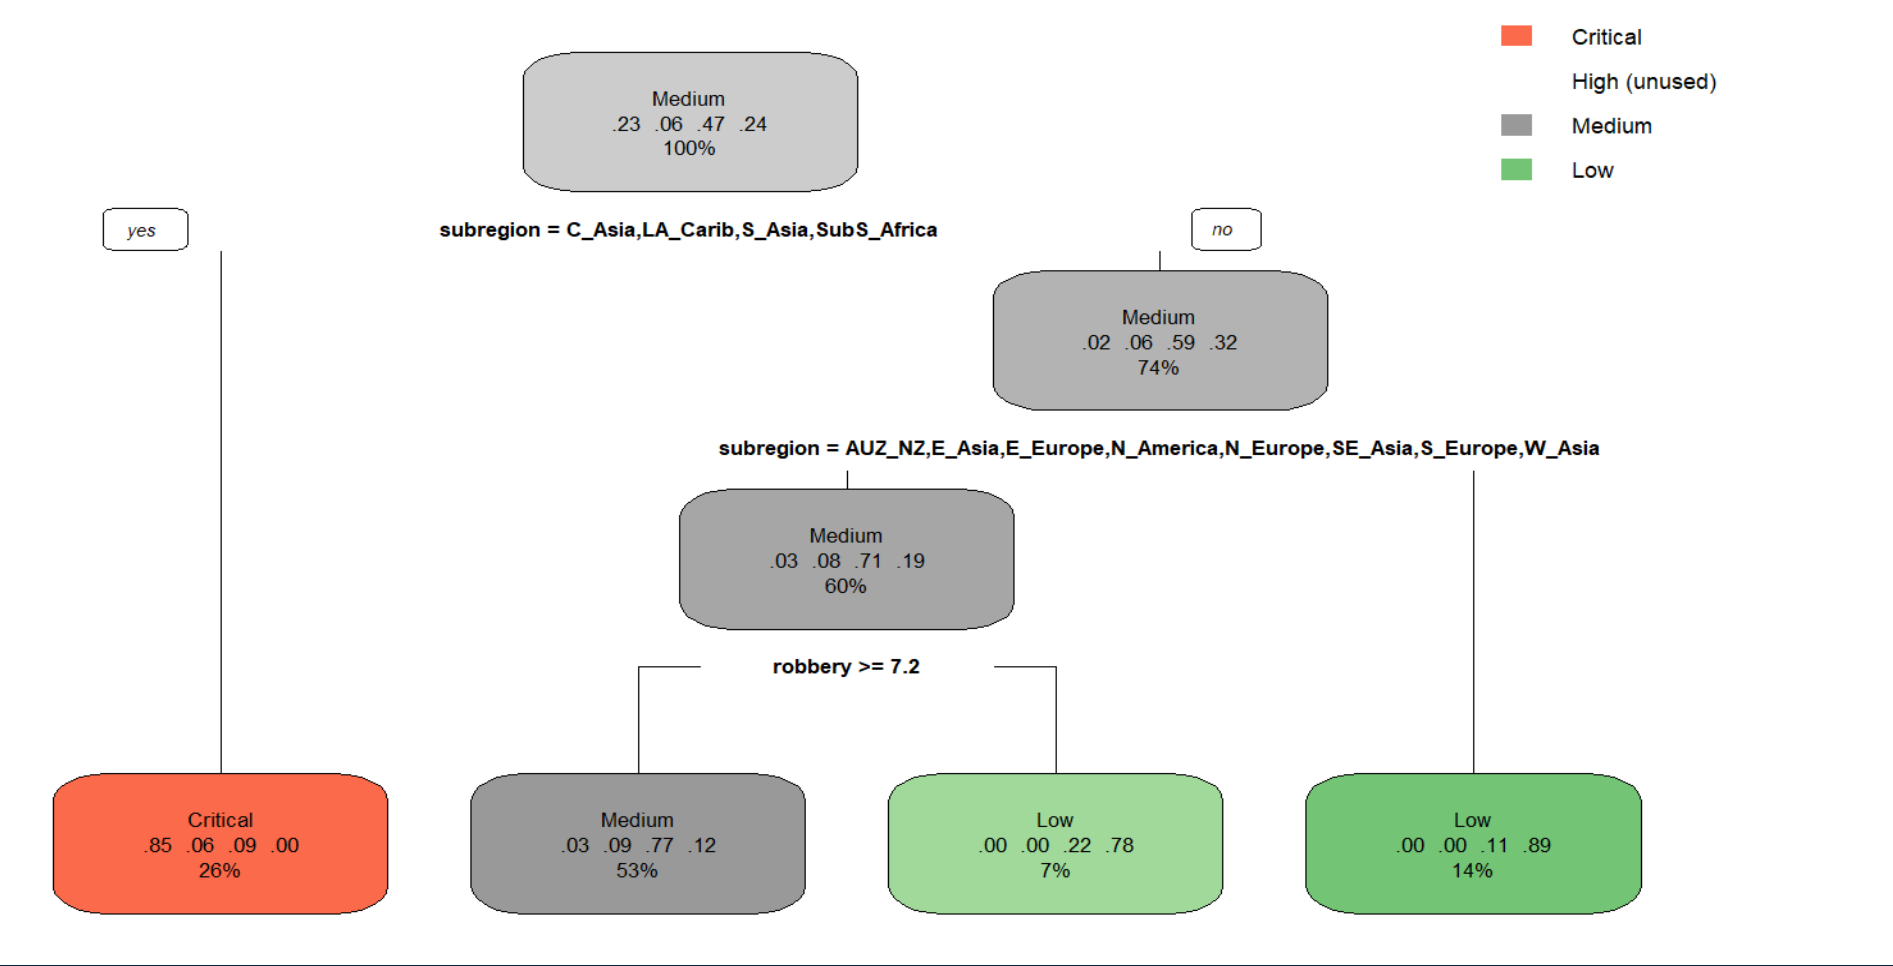 Critical
High (unused)
Medium
Low
Medium
.23 .06 .47 .24
100%
yes
subregion = C_Asia,LA_Carib,S_Asia,SubS_Africa
no
Medium
.02 .06 .59 .32
74%
subregion = AUZ_NZ,E_Asia,E_Europe,N_America,N_Europe,SE_Asia,S_Europe,W_Asia
Medium
.03 .08 .71 .19
60%
robbery >= 7.2
Critical
.85 .06 .09 .00
26%
Medium
.03 .09 .77 .12
53%
Low
.00 .00 .22 .78
7%
Low
.00 .00 .11 .89
14%